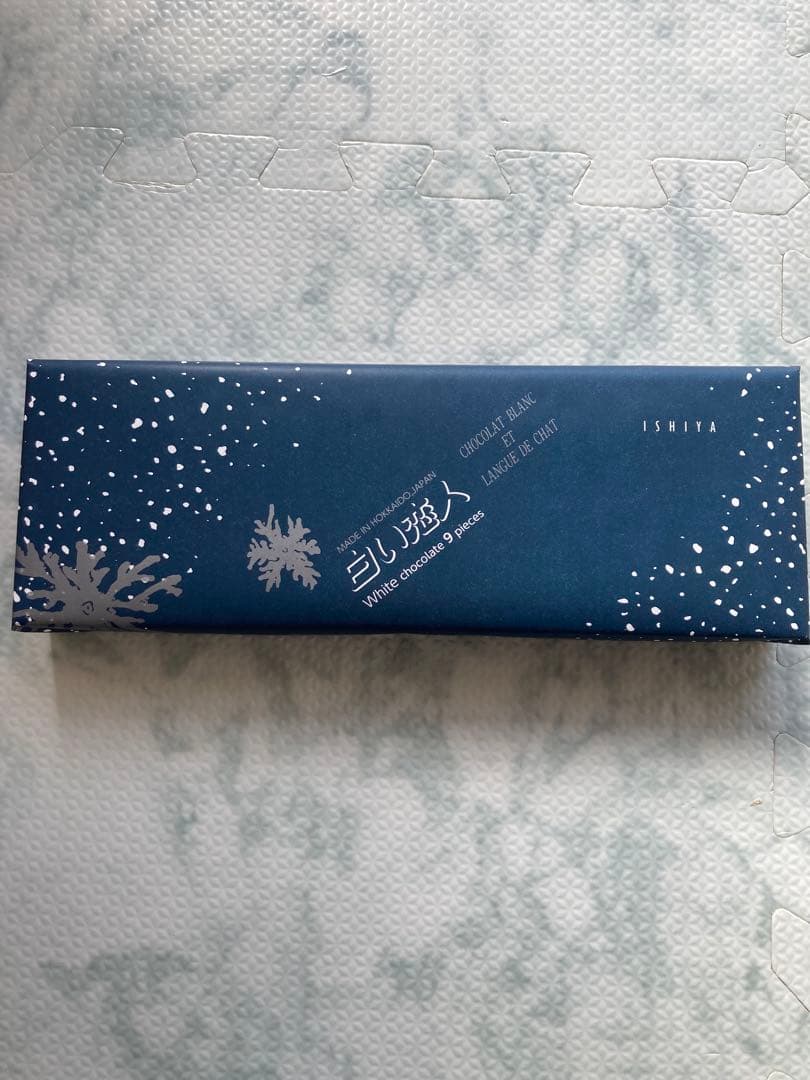 ISHIYA
CHOCOLAT BLANC
ET
LANGUE DE CHAT
MADE IN HOKKAIDO, JAPAN
白い恋人
White chocolate 9 pieces